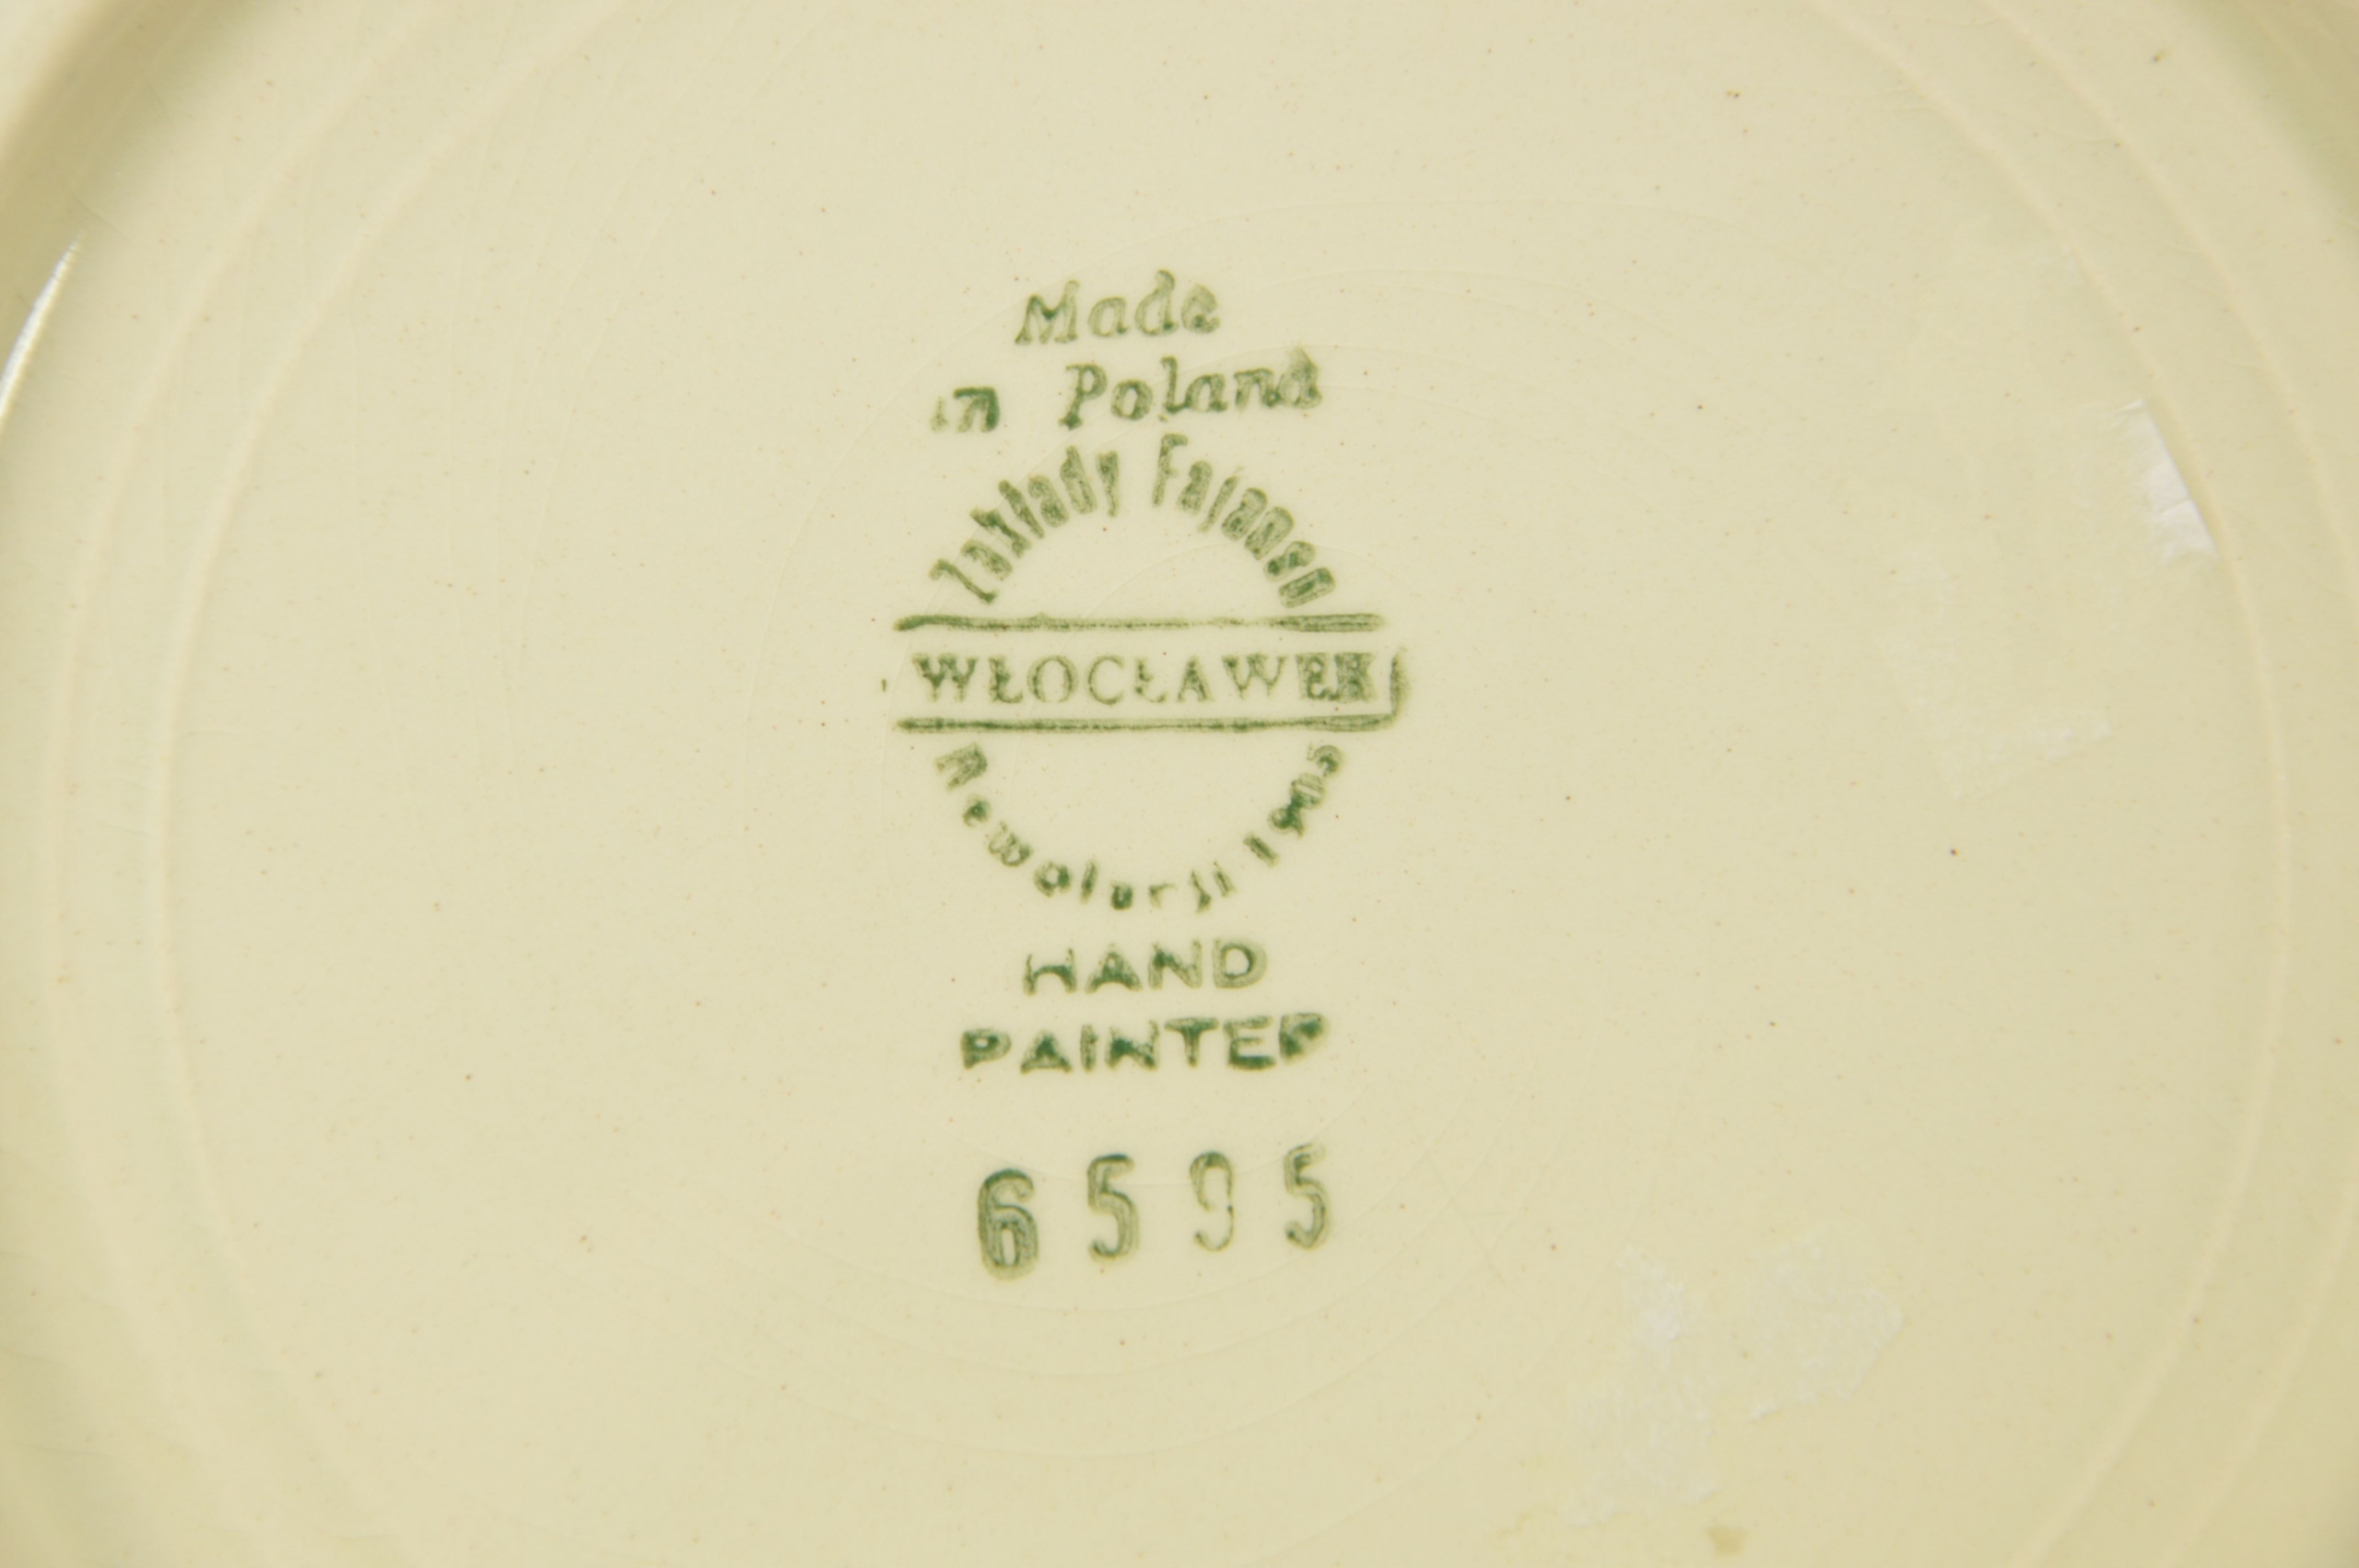 Made
in Poland
Zakłady Fajansu
WŁOCŁAWEK
Rewolucji 1905
HAND
PAINTED
6595